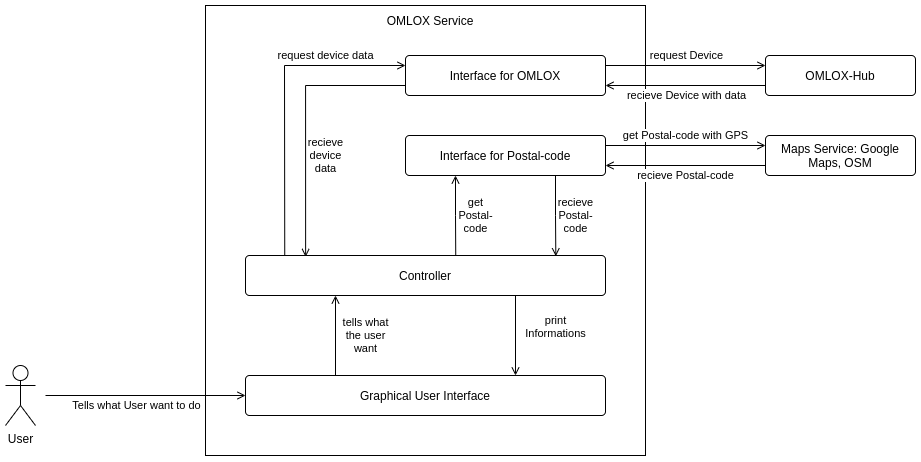 OMLOX Service
request device data
request Device
Interface for OMLOX
OMLOX-Hub
recieve Device with data
recieve
device
data
get Postal-code with GPS
Interface for Postal-code
Maps Service: Google
Maps, OSM
recieve Postal-code
get
Postal-
code
recieve
Postal-
code
Controller
tells what
the user
want
print
Informations
Graphical User Interface
Tells what User want to do
User